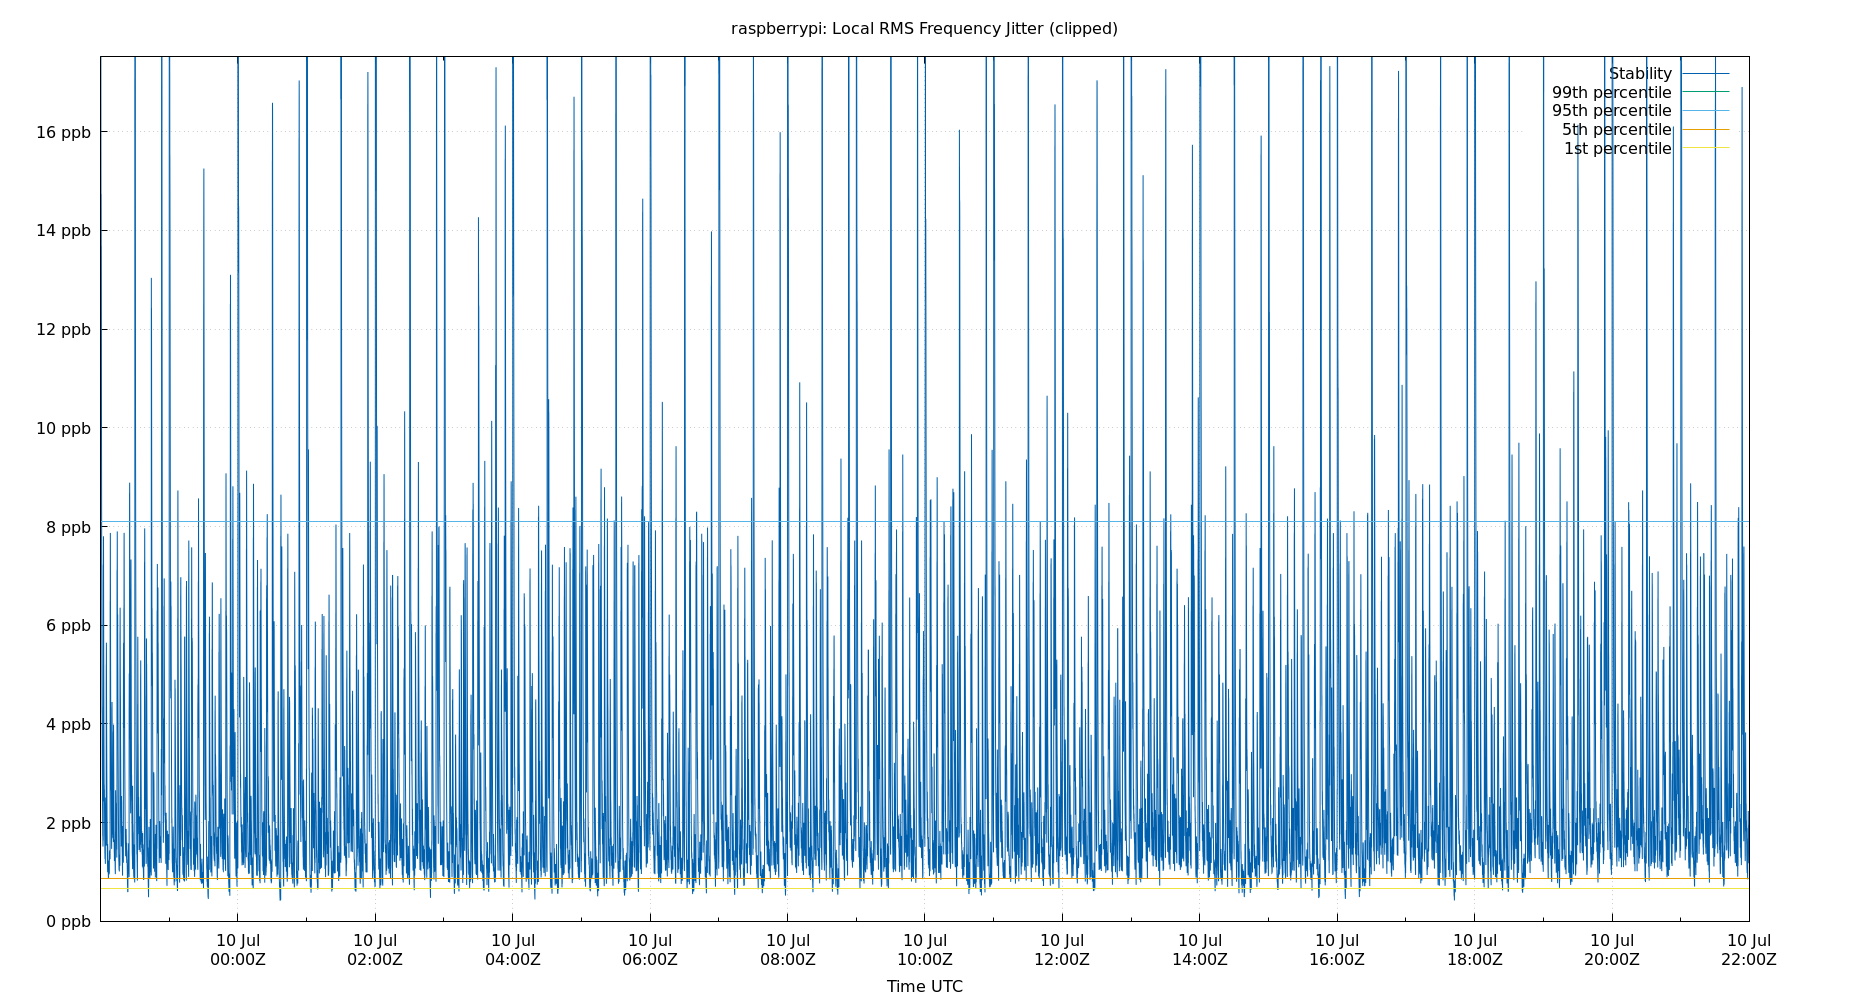 raspberrypi: Local RMS Frequency Jitter (clipped)
Stability
99th percentile
95th percentile
5th percentile
1st percentile
16 ppb
14 ppb
12 ppb
10 ppb
8 ppb
6 ppb
4 ppb
2 ppb
0 ppb
10 Jul 10 Jul 10 Jul 10 Jul 10 Jul 10 Jul 10 Jul 10 Jul 10 Jul 10 Jul 10 Jul 10 Jul
00:00Z 02:00Z 04:00Z 06:00Z 08:00Z 10:00Z 12:00Z 14:00Z 16:00Z 18:00Z 20:00Z 22:00Z
Time UTC